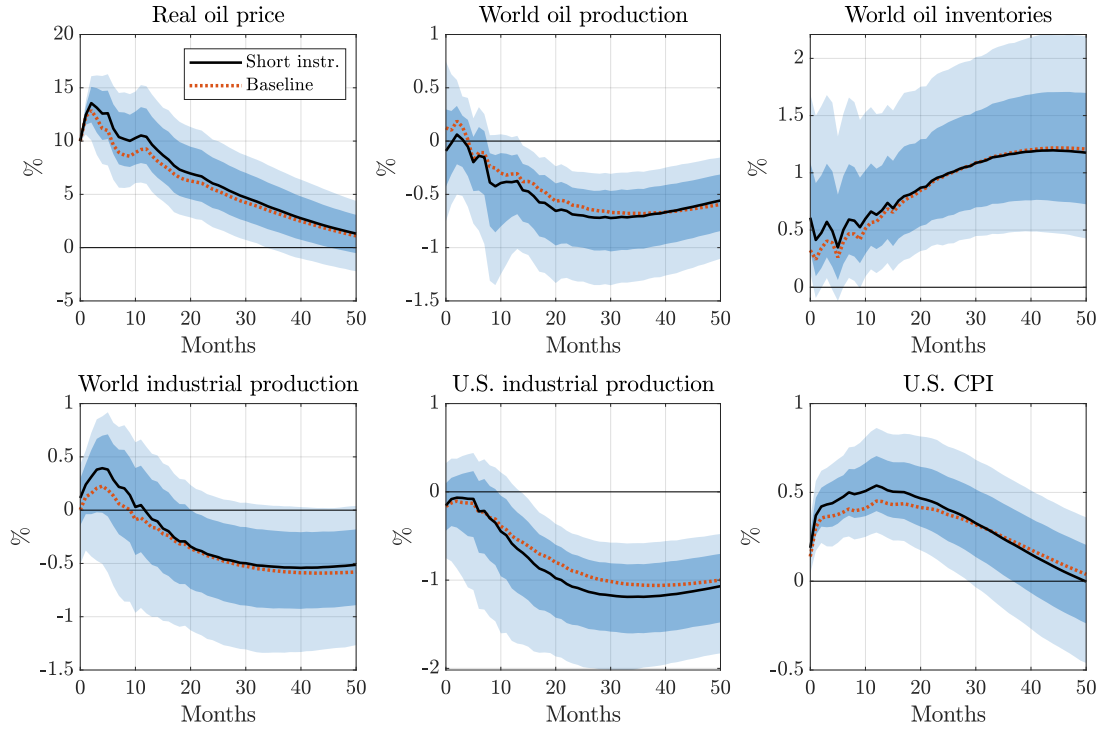 Real oil price
World oil production
World oil inventories
20
15
10
5
0
-5
%
0 10 20 30 40 50
Months
Short instr.
Baseline
1
0.5
0
-0.5
-1
-1.5
%
0 10 20 30 40 50
Months
2
1.5
1
0.5
0
%
0 10 20 30 40 50
Months
World industrial production
U.S. industrial production
U.S. CPI
1
0.5
0
-0.5
-1
-1.5
%
0 10 20 30 40 50
Months
1
0
-1
-2
%
0 10 20 30 40 50
Months
1
0.5
0
-0.5
%
0 10 20 30 40 50
Months